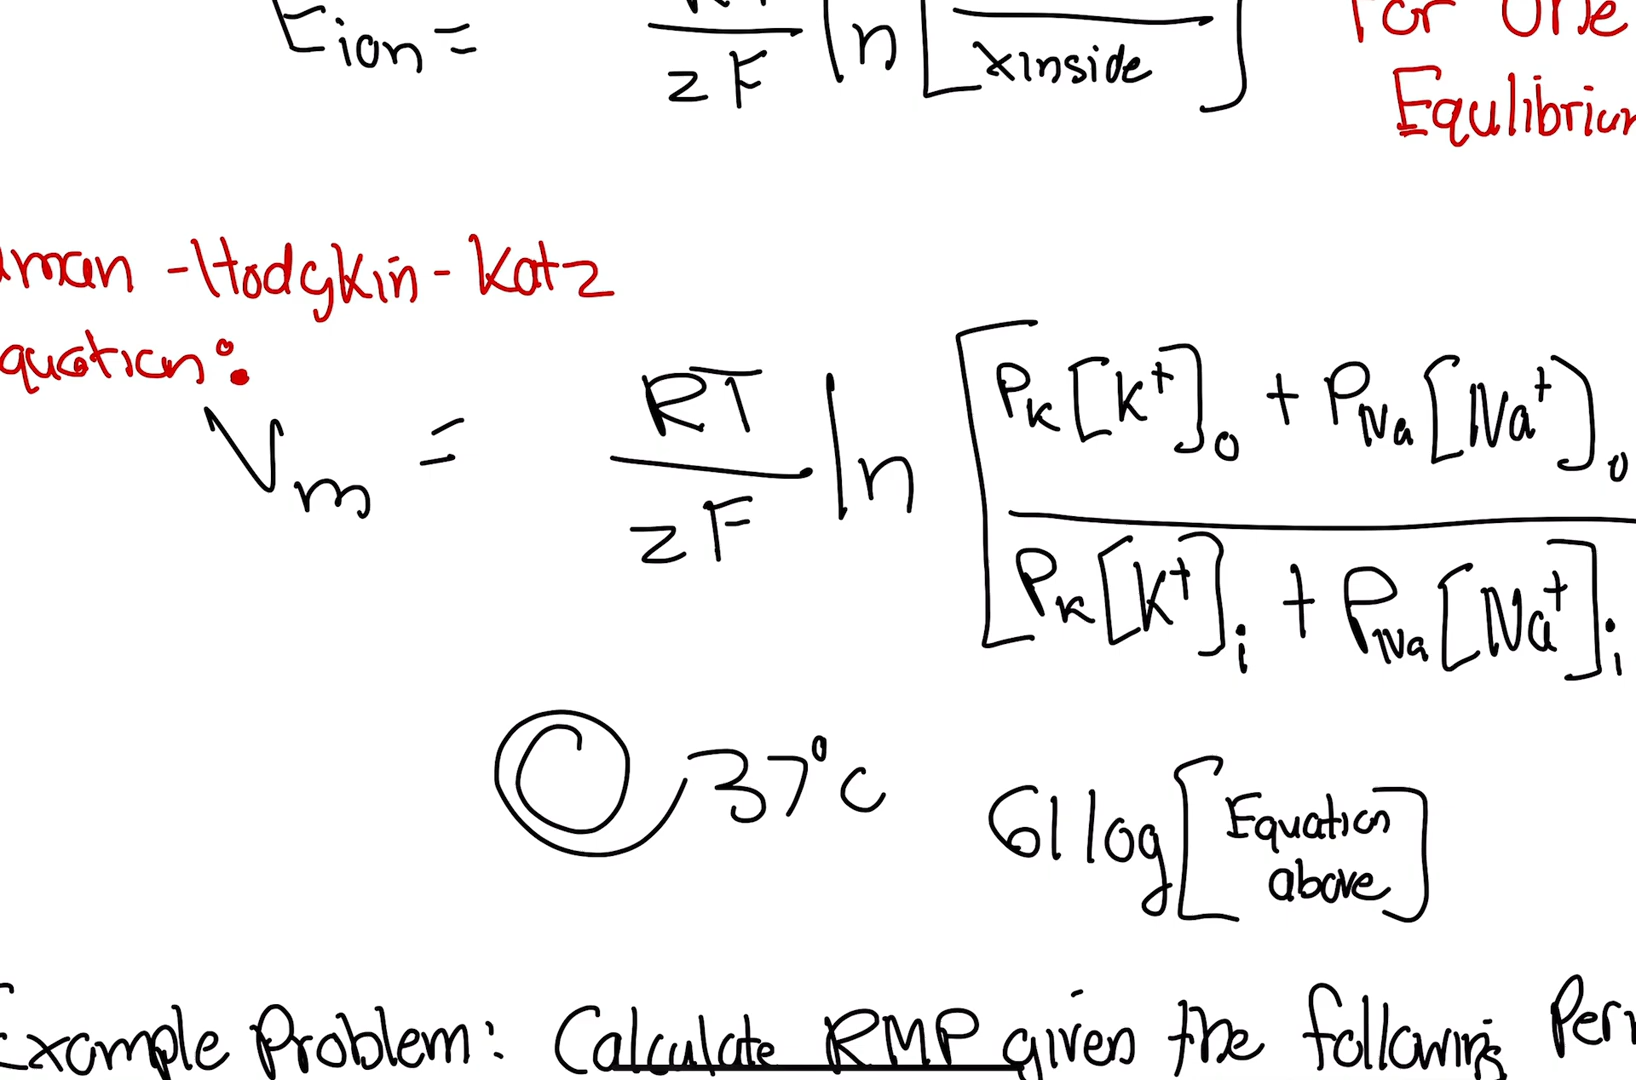 Eion = RT/zF ln [ /xinside]
For One
Equlibrium
man -Hodgkin-Katz
quation:
Vm = RT/zF ln [PK[K+]o + PNa[Na+)o / PK[K+]i + PNa[Na+]i
@ 37°C 61 log [Equation above]
Example Problem: Calculate RMP given the following Per